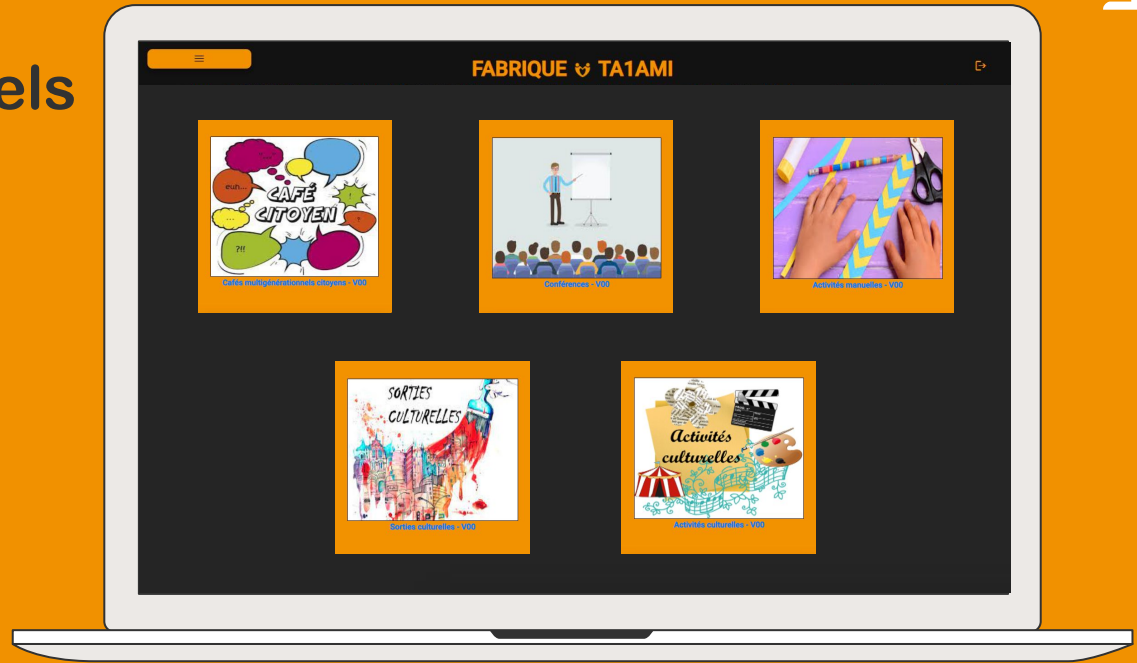 els
FABRIQUE TA1AMI
euh...
CAFÉ
CITOYEN
!
...
?
?!!
Cafés multigénérationnels citoyens - V00
Conférences - V00
Activités manuelles - V00
SORTIES
CULTURELLES
Sorties culturelles - V00
Activités
culturelles
Activités culturelles - V00